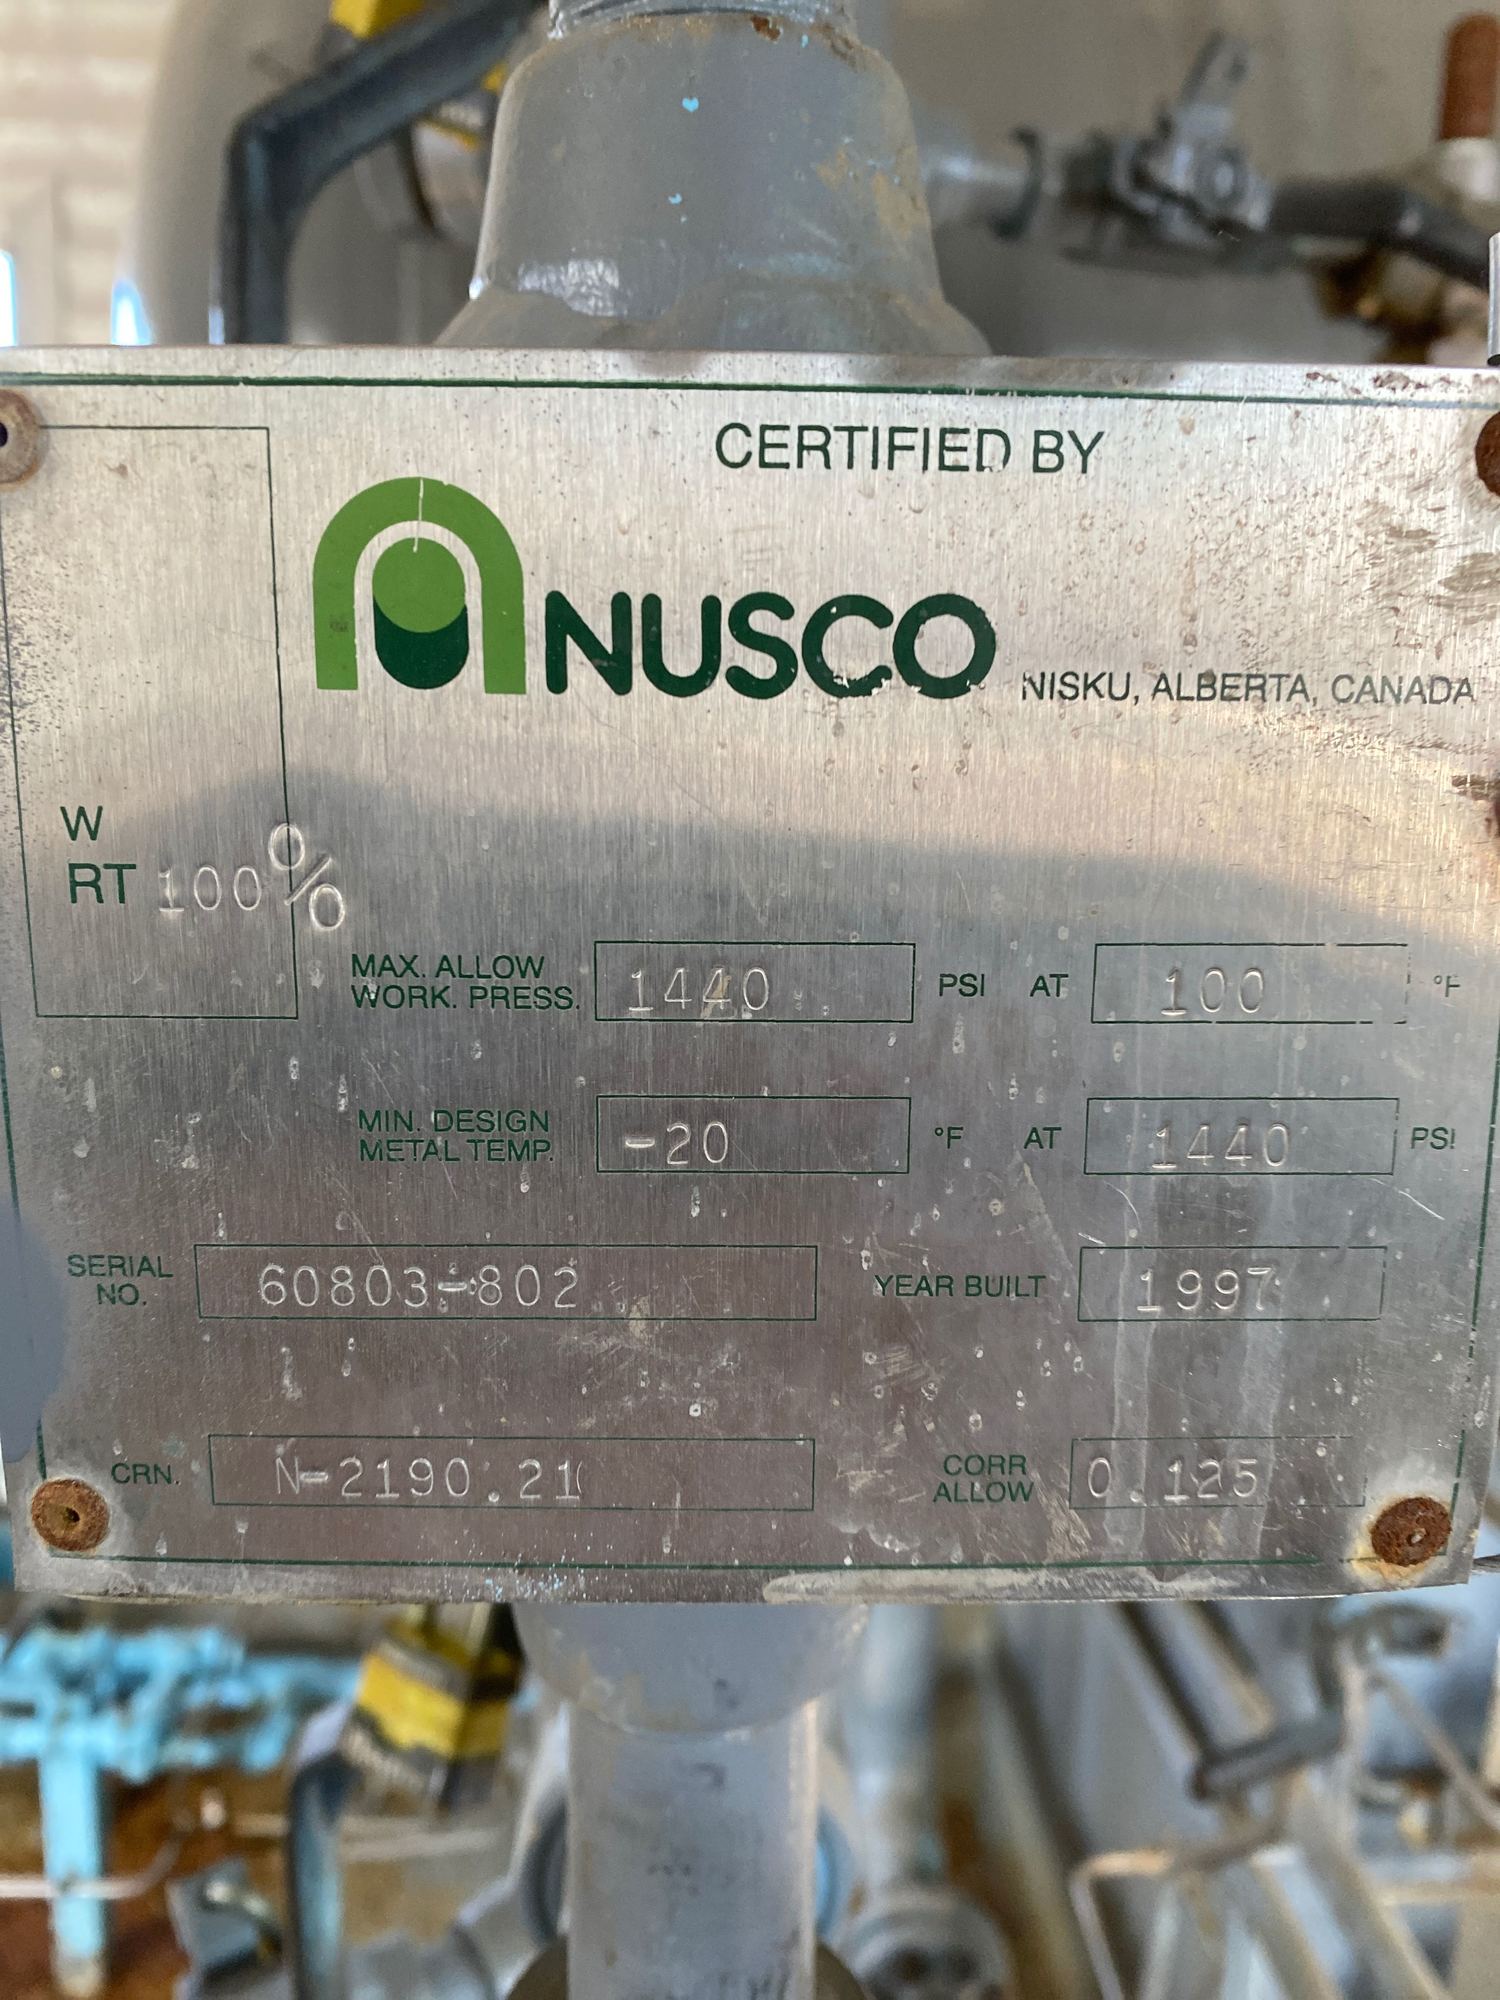 CERTIFIED BY
NUSCO NISKU, ALBERTA, CANADA
W
RT 100%
MAX. ALLOW
WORK. PRESS. 1440 PSI AT 100 °F
MIN. DESIGN
METAL TEMP. -20 °F AT 1440 PSI
SERIAL
NO. 60803-802 YEAR BUILT 1997
CRN. N-2190.21 CORR
ALLOW 0.125